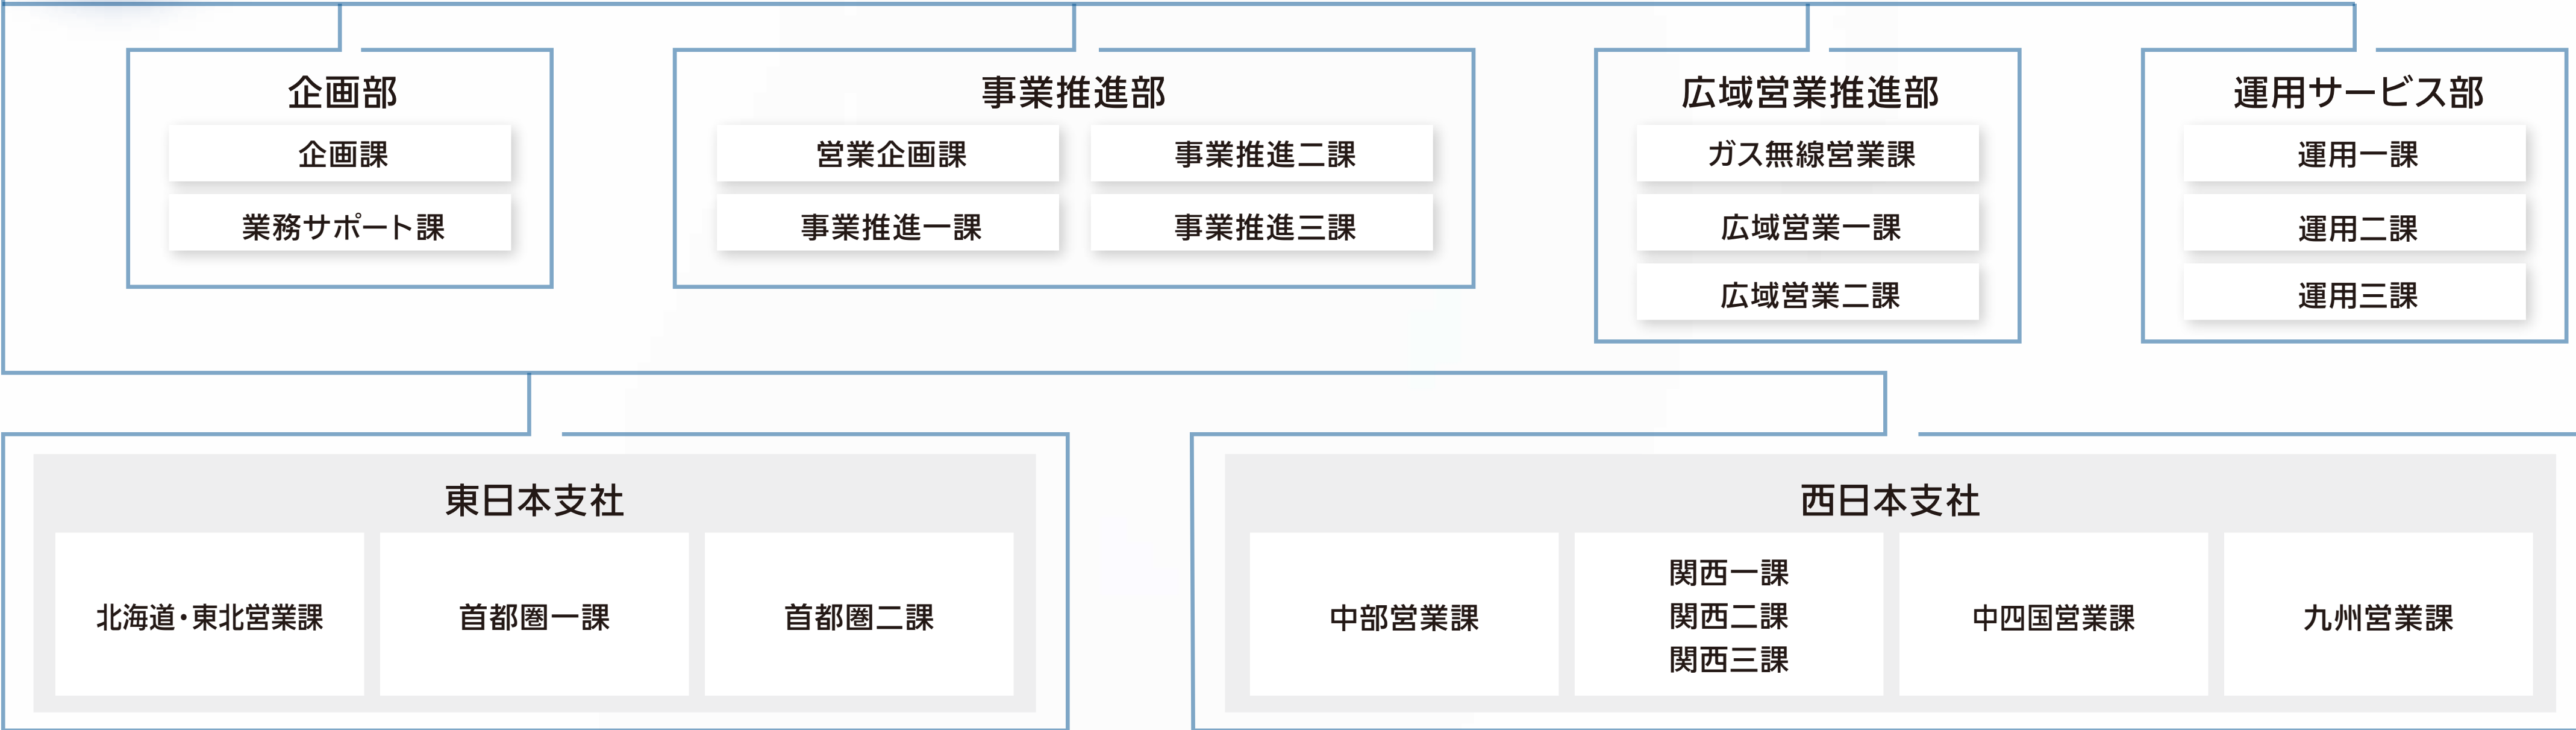 企画部
企画課
業務サポート課
事業推進部
営業企画課
事業推進一課
事業推進二課
事業推進三課
広域営業推進部
ガス無線営業課
広域営業一課
広域営業二課
運用サービス部
運用一課
運用二課
運用三課
東日本支社
北海道・東北営業課
首都圏一課
首都圏二課
西日本支社
中部営業課
関西一課
関西二課
関西三課
中四国営業課
九州営業課